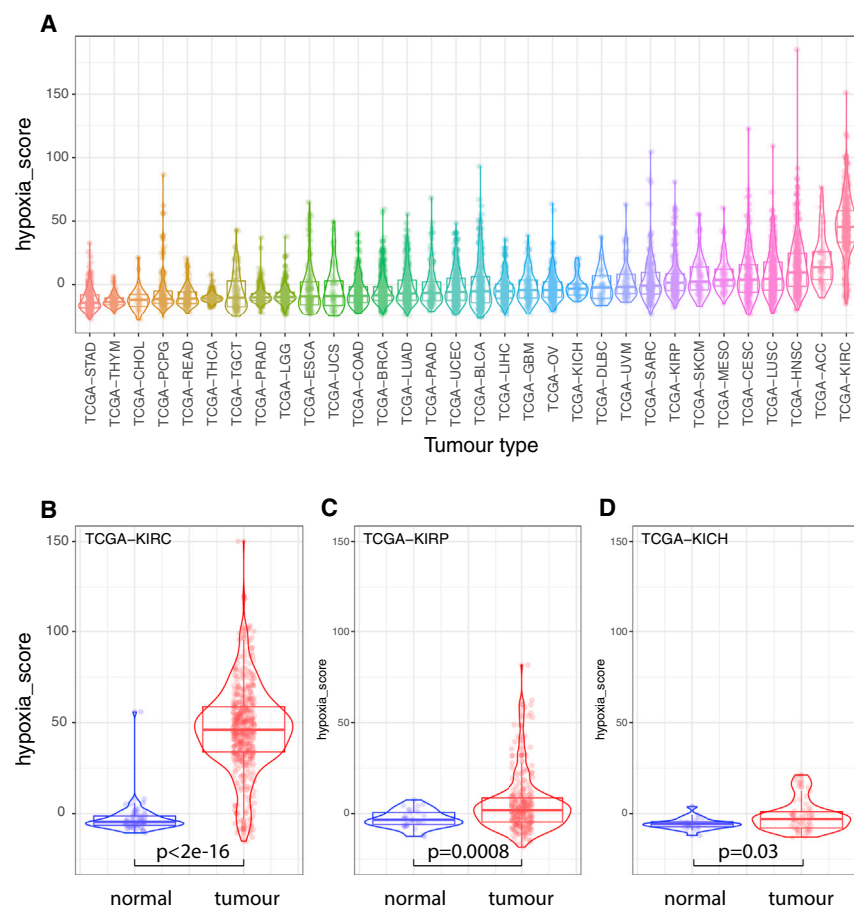 A
hypoxia_score
150
100
50
0
TCGA-STAD
TCGA-THYM
TCGA-CHOL
TCGA-PCPG
TCGA-READ
TCGA-THCA
TCGA-TGCT
TCGA-PRAD
TCGA-LGG
TCGA-ESCA
TCGA-UCS
TCGA-COAD
TCGA-BRCA
TCGA-LUAD
TCGA-PAAD
TCGA-UCEC
TCGA-BLCA
TCGA-LIHC
TCGA-GBM
TCGA-OV
TCGA-KICH
TCGA-DLBC
TCGA-UVM
TCGA-SARC
TCGA-KIRP
TCGA-SKCM
TCGA-MESO
TCGA-CESC
TCGA-LUSC
TCGA-HNSC
TCGA-ACC
TCGA-KIRC
Tumour type
B
TCGA-KIRC
hypoxia_score
150
100
50
0
p<2e-16
normal tumour
C
TCGA-KIRP
hypoxia_score
150
100
50
0
p=0.0008
normal tumour
D
TCGA-KICH
hypoxia_score
150
100
50
0
p=0.03
normal tumour